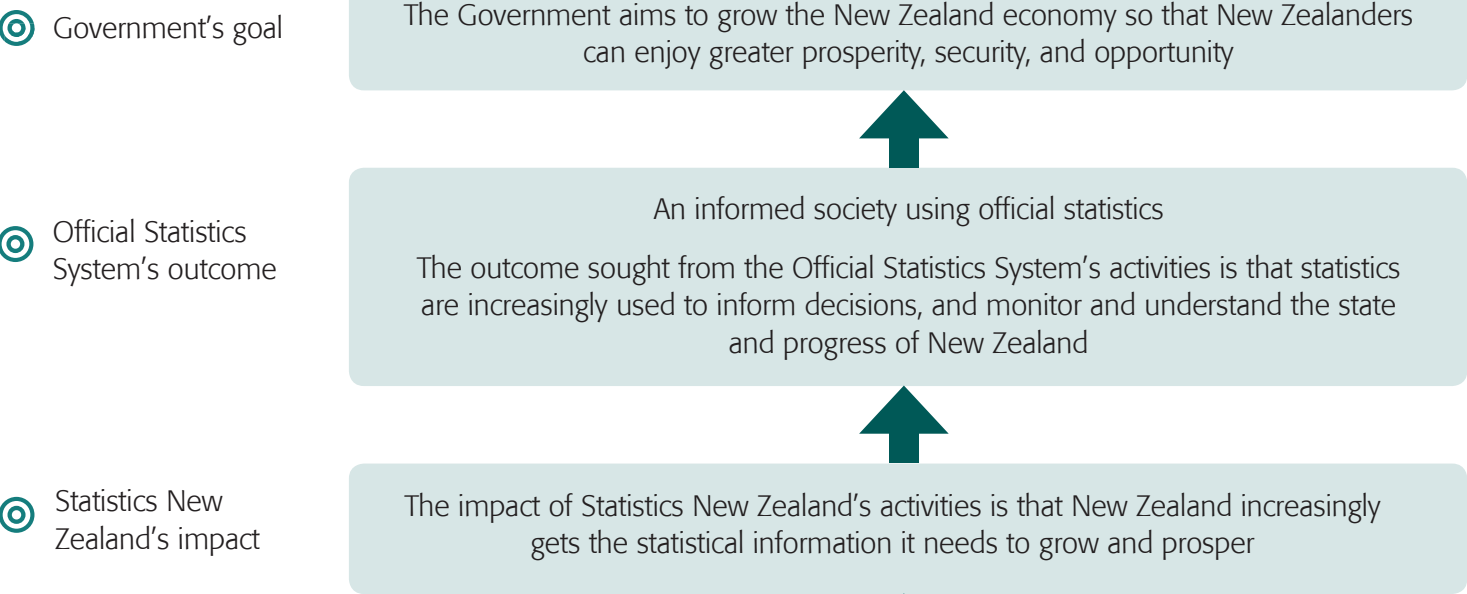 Government’s goal
The Government aims to grow the New Zealand economy so that New Zealanders
can enjoy greater prosperity, security, and opportunity
Official Statistics
System’s outcome
An informed society using official statistics
The outcome sought from the Official Statistics System’s activities is that statistics
are increasingly used to inform decisions, and monitor and understand the state
and progress of New Zealand
Statistics New
Zealand’s impact
The impact of Statistics New Zealand’s activities is that New Zealand increasingly
gets the statistical information it needs to grow and prosper